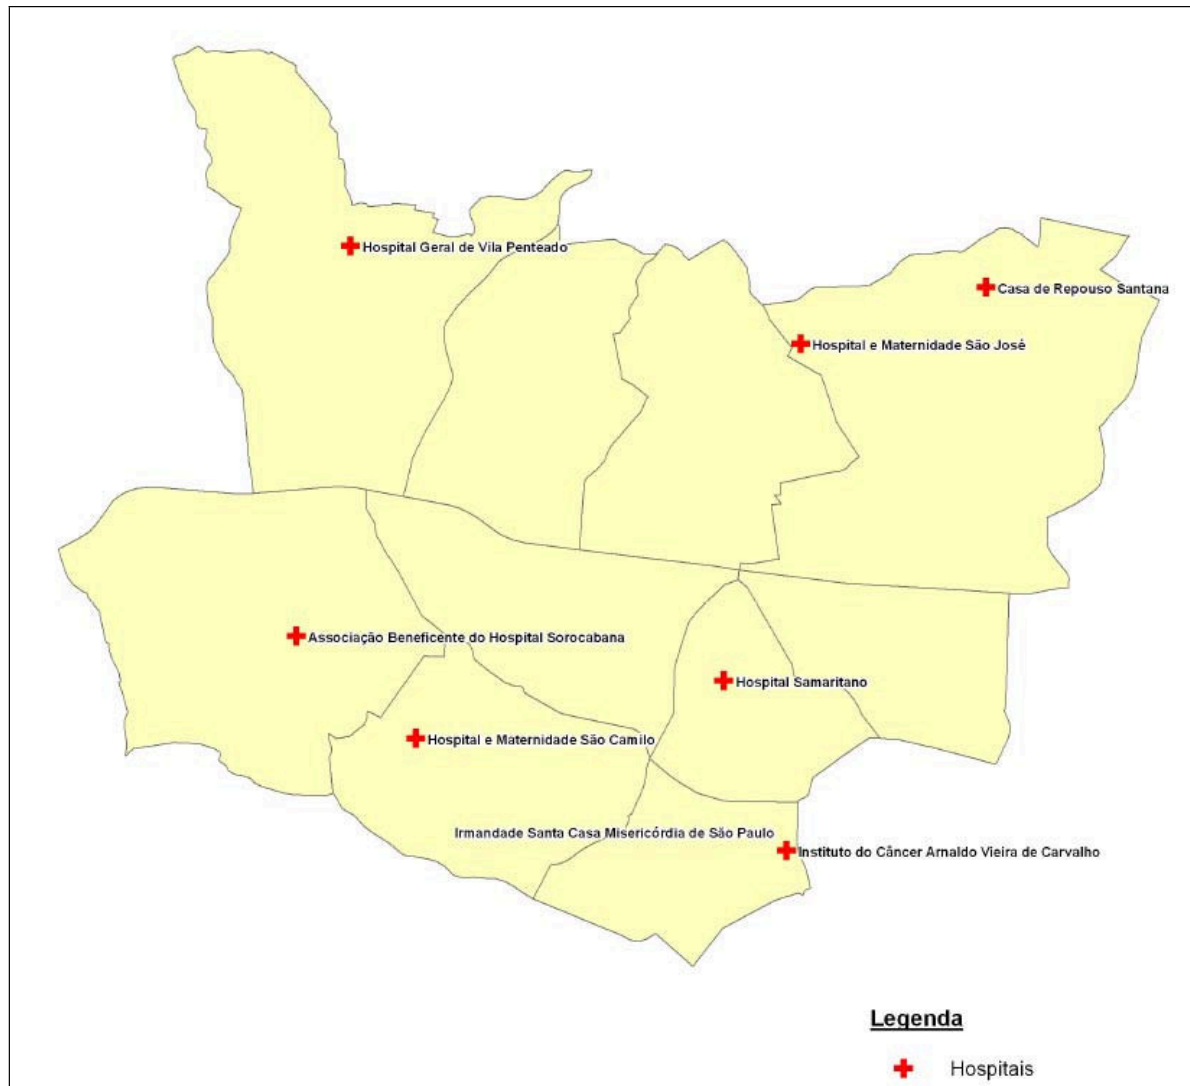 Hospital Geral de Vila Penteado
Casa de Repouso Santana
Hospital e Maternidade São José
Associação Beneficente do Hospital Sorocabana
Hospital Samaritano
Hospital e Maternidade São Camilo
Irmandade Santa Casa Misericórdia de São Paulo
Instituto do Câncer Arnaldo Vieira de Carvalho
Legenda
Hospitais